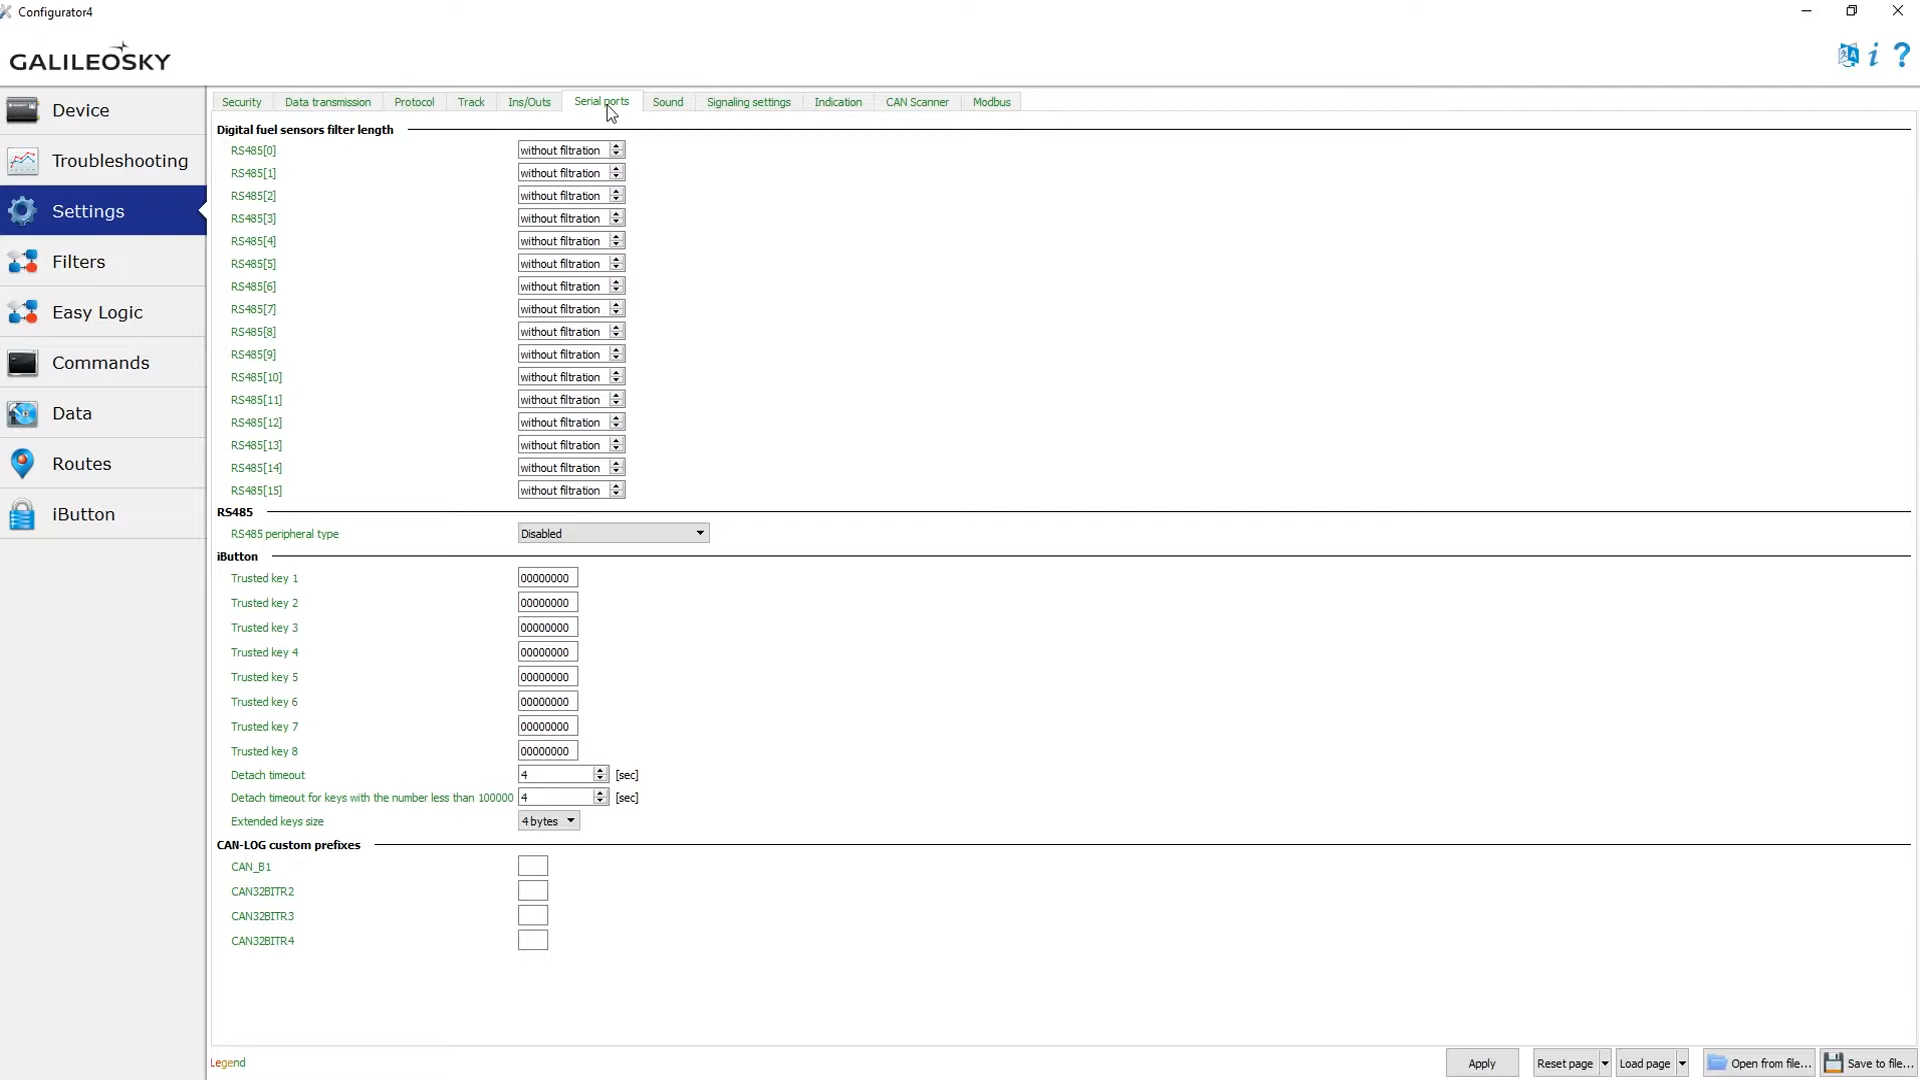 Configurator4
GALILEOSKY
Device
Troubleshooting
Settings
Filters
Easy Logic
Commands
Data
Routes
iButton
Security Data transmission Protocol Track Ins/Outs Serial ports Sound Signaling settings Indication CAN Scanner Modbus
Digital fuel sensors filter length
RS485[0] without filtration
RS485[1] without filtration
RS485[2] without filtration
RS485[3] without filtration
RS485[4] without filtration
RS485[5] without filtration
RS485[6] without filtration
RS485[7] without filtration
RS485[8] without filtration
RS485[9] without filtration
RS485[10] without filtration
RS485[11] without filtration
RS485[12] without filtration
RS485[13] without filtration
RS485[14] without filtration
RS485[15] without filtration
RS485
RS485 peripheral type Disabled
iButton
Trusted key 1 00000000
Trusted key 2 00000000
Trusted key 3 00000000
Trusted key 4 00000000
Trusted key 5 00000000
Trusted key 6 00000000
Trusted key 7 00000000
Trusted key 8 00000000
Detach timeout 4 [sec]
Detach timeout for keys with the number less than 100000 4 [sec]
Extended keys size 4 bytes
CAN-LOG custom prefixes
CAN_B1
CAN32BITR2
CAN32BITR3
CAN32BITR4
Legend
Apply Reset page Load page Open from file... Save to file...